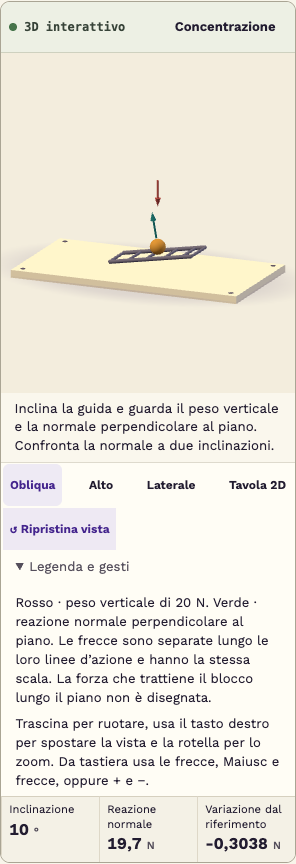 3D interattivo Concentrazione
Inclina la guida e guarda il peso verticale
e la normale perpendicolare al piano.
Confronta la normale a due inclinazioni.
Obliqua Alto Laterale Tavola 2D
↺ Ripristina vista
▼ Legenda e gesti
Rosso · peso verticale di 20 N. Verde ·
reazione normale perpendicolare al
piano. Le frecce sono separate lungo le
loro linee d’azione e hanno la stessa
scala. La forza che trattiene il blocco
lungo il piano non è disegnata.
Trascina per ruotare, usa il tasto destro
per spostare la vista e la rotella per lo
zoom. Da tastiera usa le frecce, Maiusc e
frecce, oppure + e −.
Inclinazione
10 °
Reazione
normale
19,7 N
Variazione dal
riferimento
-0,3038 N